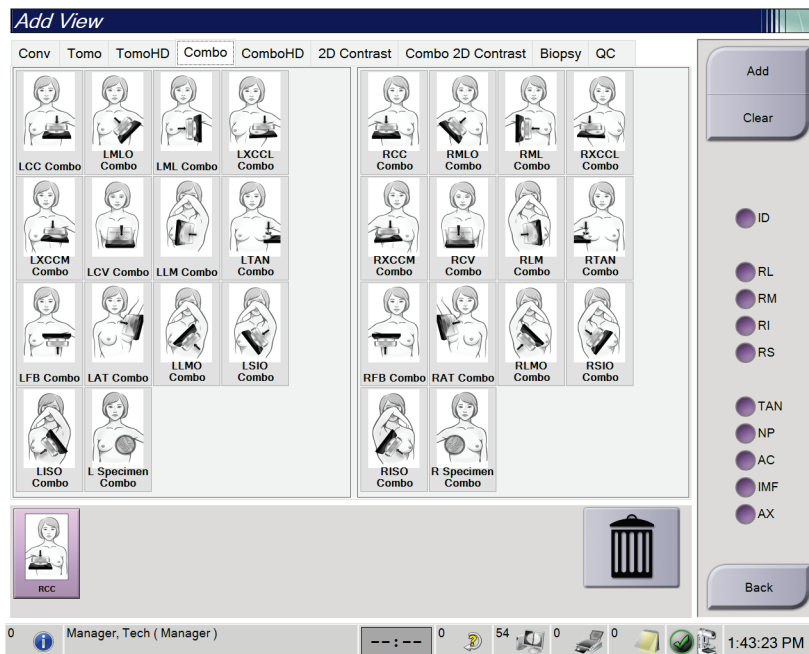 Add View
Conv Tomo TomoHD Combo ComboHD 2D Contrast Combo 2D Contrast Biopsy QC
LCC Combo
LMLO
Combo
LML Combo
LXCCL
Combo
RCC
Combo
RMLO
Combo
RML
Combo
RXCCL
Combo
LXCCM
Combo
LCV Combo
LLM Combo
LTAN
Combo
RXCCM
Combo
RCV
Combo
RLM
Combo
RTAN
Combo
LFB Combo
LAT Combo
LLMO
Combo
LSIO
Combo
RFB Combo
RAT Combo
RLMO
Combo
RSIO
Combo
LISO
Combo
L Specimen
Combo
RISO
Combo
R Specimen
Combo
RCC
Add
Clear
ID
RL
RM
RI
RS
TAN
NP
AC
IMF
AX
Back
0 Manager, Tech ( Manager ) --:-- 0 54 0 0 1:43:23 PM